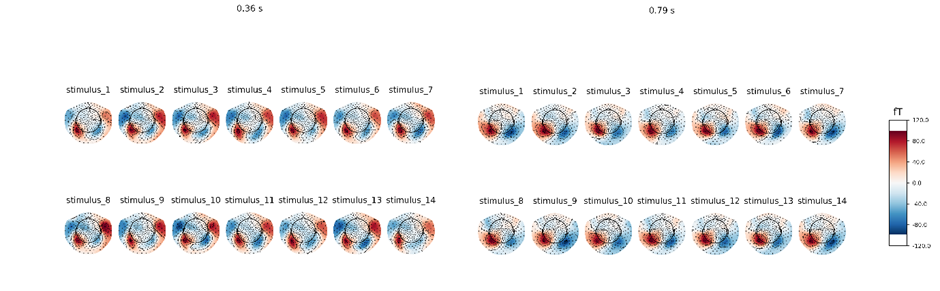 0.36 s
0.79 s
stimulus_1 stimulus_2 stimulus_3 stimulus_4 stimulus_5 stimulus_6 stimulus_7
stimulus_1 stimulus_2 stimulus_3 stimulus_4 stimulus_5 stimulus_6 stimulus_7
stimulus_8 stimulus_9 stimulus_10 stimulus_11 stimulus_12 stimulus_13 stimulus_14
stimulus_8 stimulus_9 stimulus_10 stimulus_11 stimulus_12 stimulus_13 stimulus_14
fT
120.0
80.0
40.0
0.0
-40.0
-80.0
-120.0